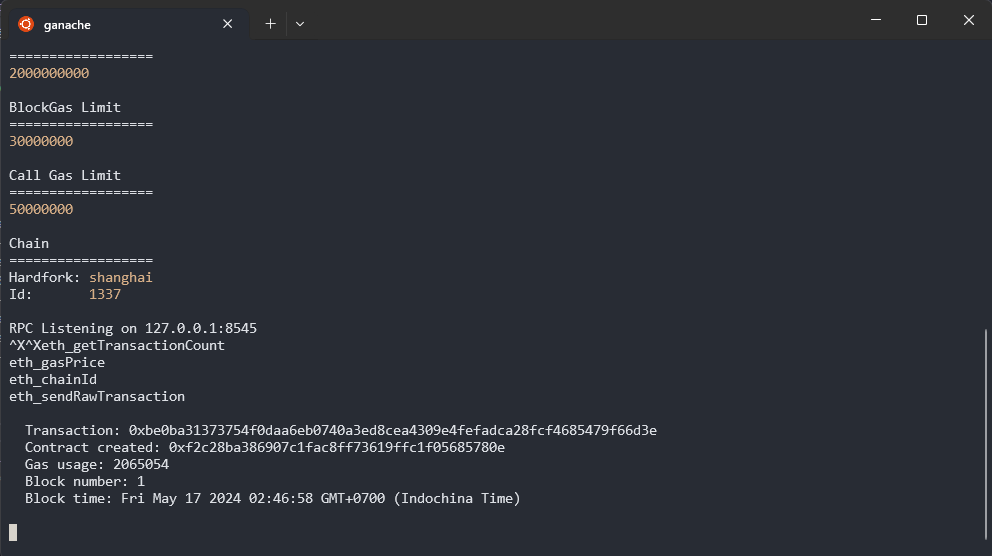 ganache
==================
2000000000
BlockGas Limit
==================
30000000
Call Gas Limit
==================
50000000
Chain
==================
Hardfork: shanghai
Id: 1337
RPC Listening on 127.0.0.1:8545
^X^Xeth_getTransactionCount
eth_gasPrice
eth_chainId
eth_sendRawTransaction
Transaction: 0xbe0ba31373754f0daa6eb0740a3ed8cea4309e4fefadca28fcf4685479f66d3e
Contract created: 0xf2c28ba386907c1fac8ff73619ffc1f05685780e
Gas usage: 2065054
Block number: 1
Block time: Fri May 17 2024 02:46:58 GMT+0700 (Indochina Time)